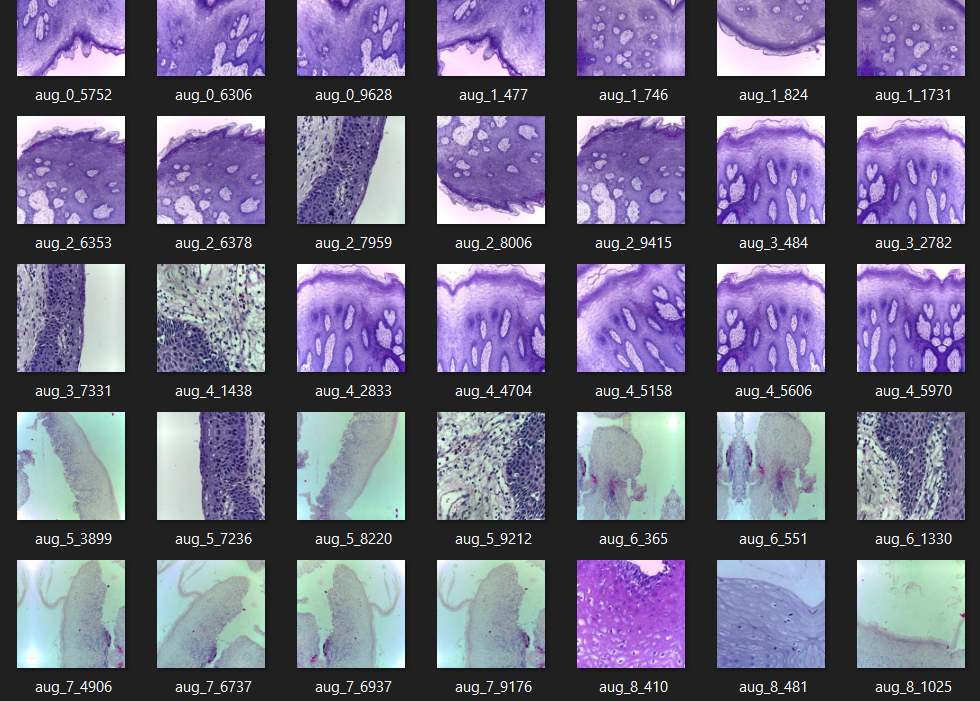 aug_0_5752 aug_0_6306 aug_0_9628 aug_1_477 aug_1_746 aug_1_824 aug_1_1731
aug_2_6353 aug_2_6378 aug_2_7959 aug_2_8006 aug_2_9415 aug_3_484 aug_3_2782
aug_3_7331 aug_4_1438 aug_4_2833 aug_4_4704 aug_4_5158 aug_4_5606 aug_4_5970
aug_5_3899 aug_5_7236 aug_5_8220 aug_5_9212 aug_6_365 aug_6_551 aug_6_1330
aug_7_4906 aug_7_6737 aug_7_6937 aug_7_9176 aug_8_410 aug_8_481 aug_8_1025